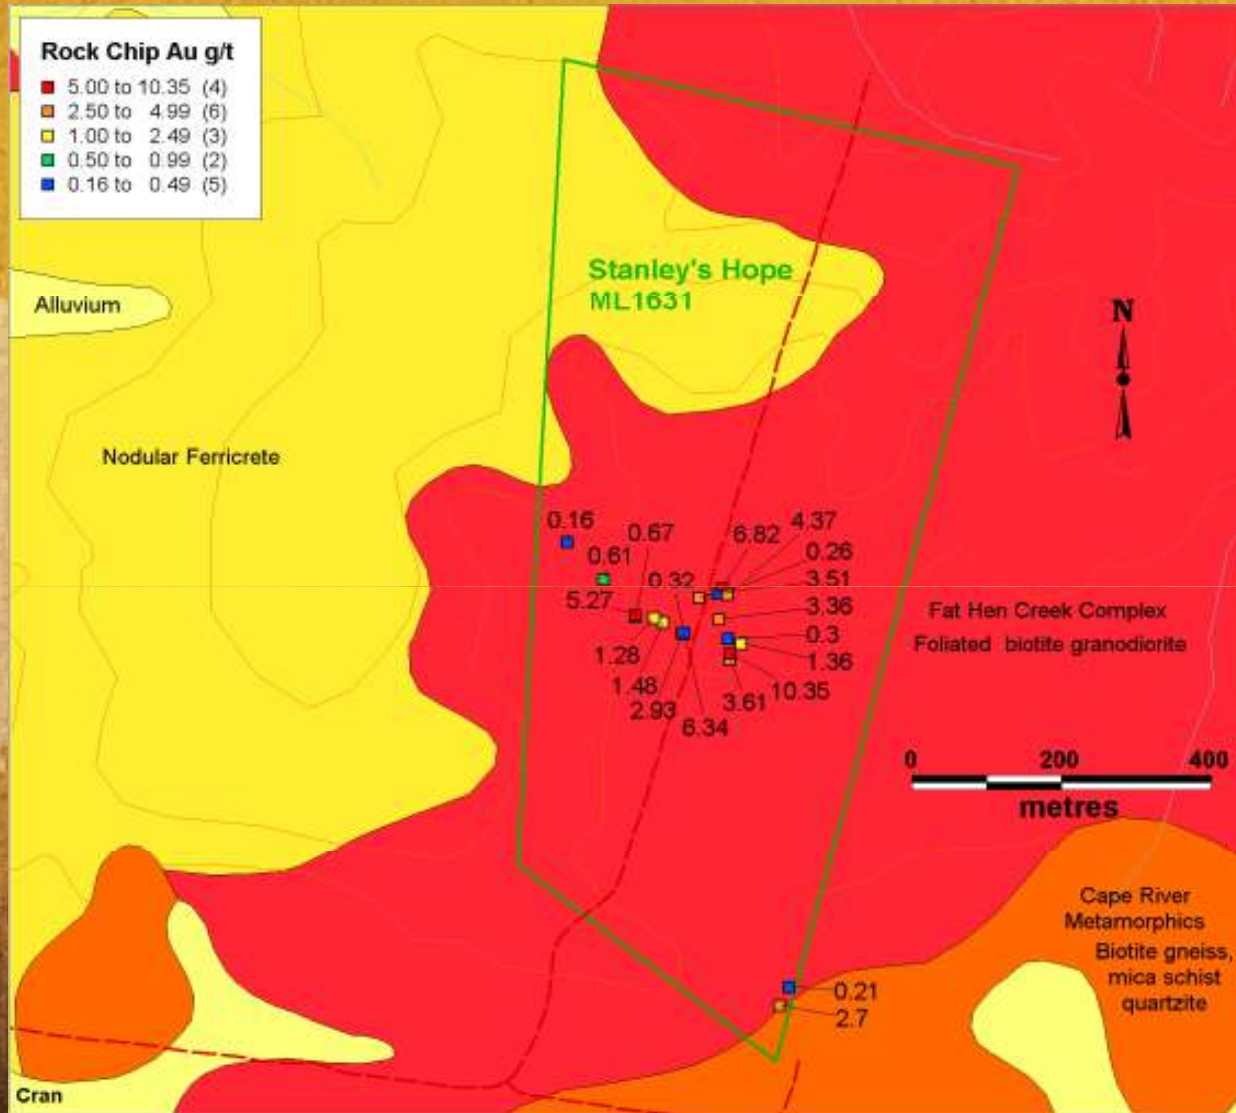 Rock Chip Au g/t
5.00 to 10.35 (4)
2.50 to 4.99 (6)
1.00 to 2.49 (3)
0.50 to 0.99 (2)
0.16 to 0.49 (5)
Stanley's Hope
ML1631
Alluvium
N
Nodular Ferricrete
0.16
0.67
6.82
4.37
0.61
0.32
0.26
3.51
5.27
3.36
0.3
1.28
1.36
1.48
10.35
2.93
3.61
6.34
Fat Hen Creek Complex
Foliated biotite granodiorite
0 200 400
metres
Cape River
Metamorphics
Biotite gneiss,
mica schist
quartzite
0.21
2.7
Cran